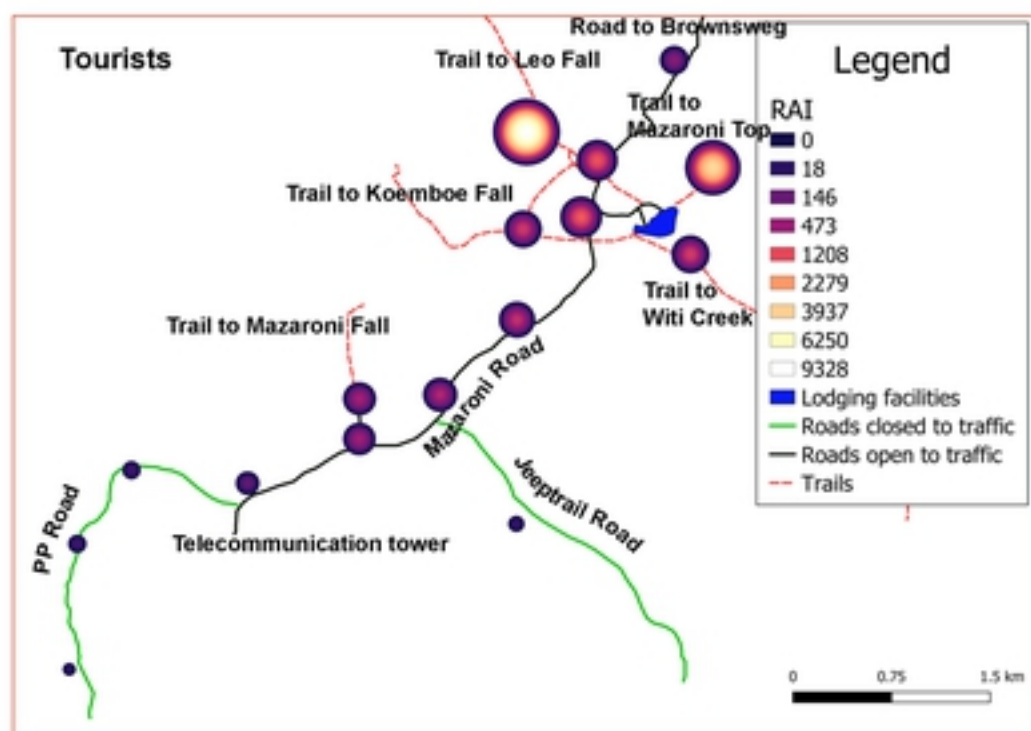 Tourists
Road to Brownsweg
Trail to Leo Fall
Trail to
Mazaroni Top
Trail to Koemboe Fall
Trail to
Witi Creek
Trail to Mazaroni Fall
Mazaroni Road
Jeeptrail Road
PP Road
Telecommunication tower
Legend
RAI
0
18
146
473
1208
2279
3937
6250
9328
Lodging facilities
Roads closed to traffic
Roads open to traffic
Trails
0 0.75 1.5 km